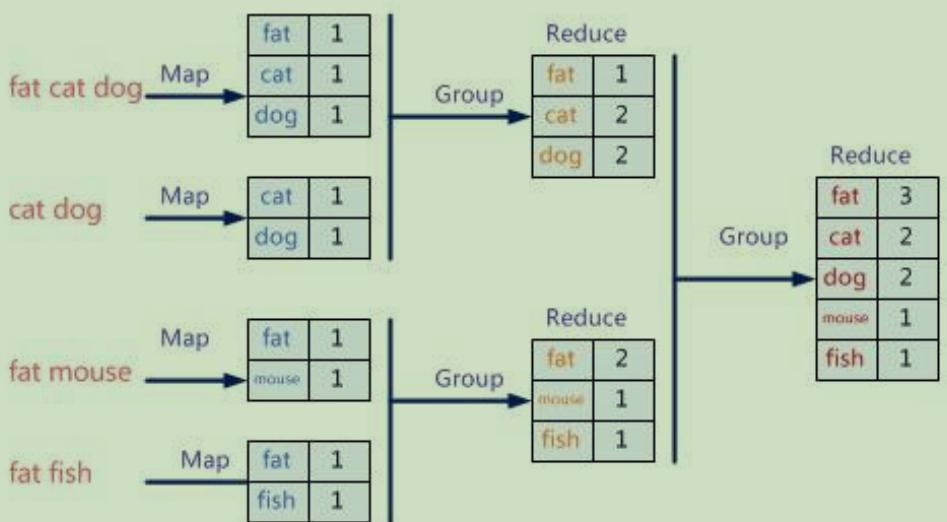 fat cat dog
Map
fat 1
cat 1
dog 1
cat dog
Map
cat 1
dog 1
Group
Reduce
fat 1
cat 2
dog 2
fat mouse
Map
fat 1
mouse 1
fat fish
Map
fat 1
fish 1
Group
Reduce
fat 2
mouse 1
fish 1
Group
Reduce
fat 3
cat 2
dog 2
mouse 1
fish 1